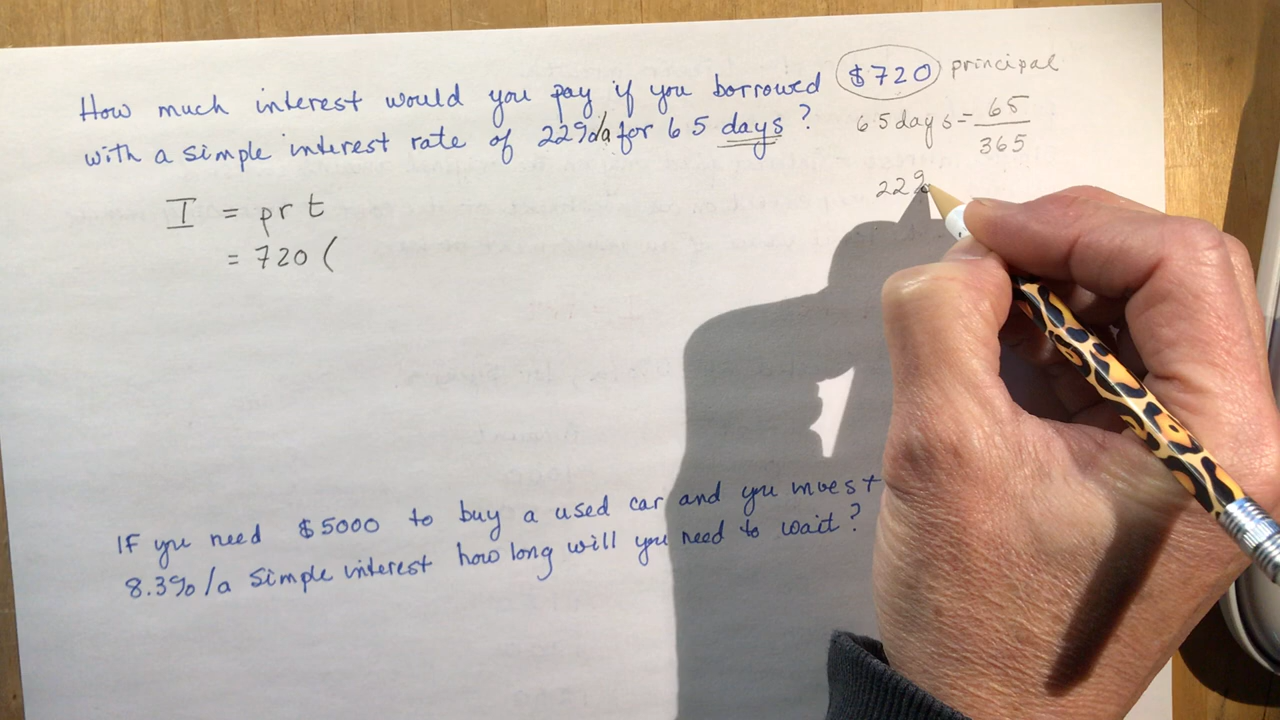 How much interest would you pay if you borrowed $720 principal
with a simple interest rate of 22%/a for 65 days?
65 days = 65/365
22%
I = prt
= 720 (
If you need $5000 to buy a used car and you invest
8.3%/a simple interest how long will you need to wait?